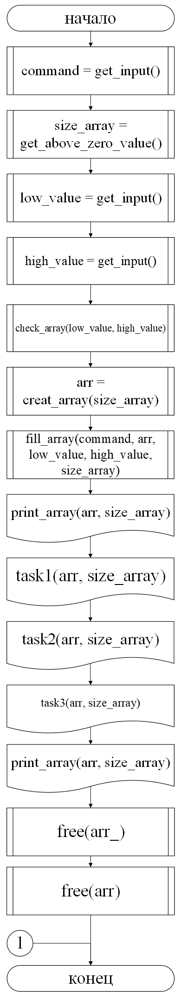 начало
command = get_input()
size_array =
get_above_zero_value()
low_value = get_input()
high_value = get_input()
check_array(low_value, high_value)
arr =
creat_array(size_array)
fill_array(command, arr,
low_value, high_value,
size_array)
print_array(arr, size_array)
task1(arr, size_array)
task2(arr, size_array)
task3(arr, size_array)
print_array(arr, size_array)
free(arr_)
free(arr)
1
конец